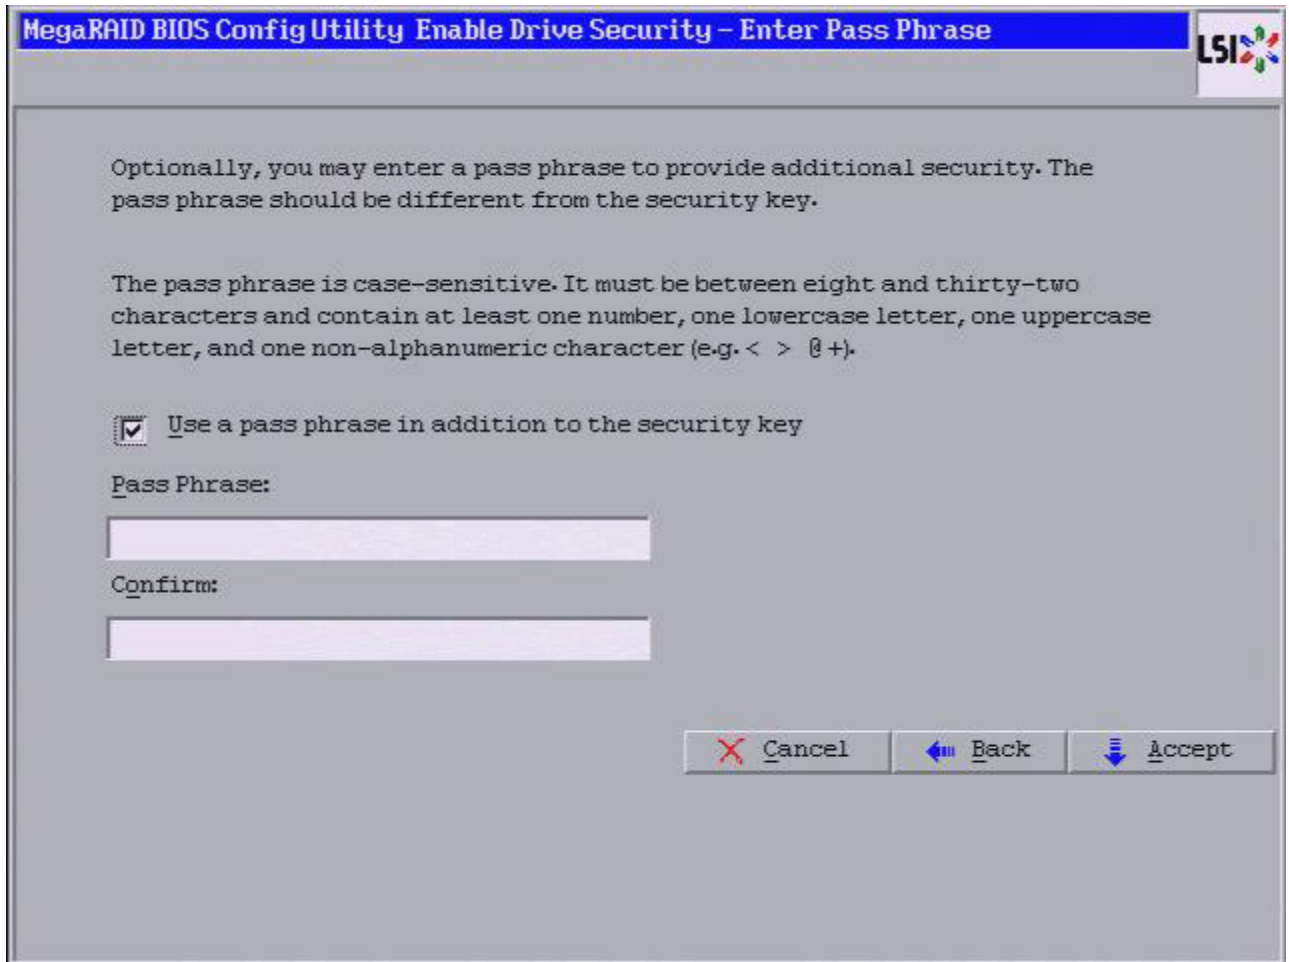 MegaRAID BIOS Config Utility Enable Drive Security - Enter Pass Phrase
LSI
Optionally, you may enter a pass phrase to provide additional security. The
pass phrase should be different from the security key.
The pass phrase is case-sensitive. It must be between eight and thirty-two
characters and contain at least one number, one lowercase letter, one uppercase
letter, and one non-alphanumeric character (e.g. < > @ +).
Use a pass phrase in addition to the security key
Pass Phrase:
Confirm:
Cancel Back Accept